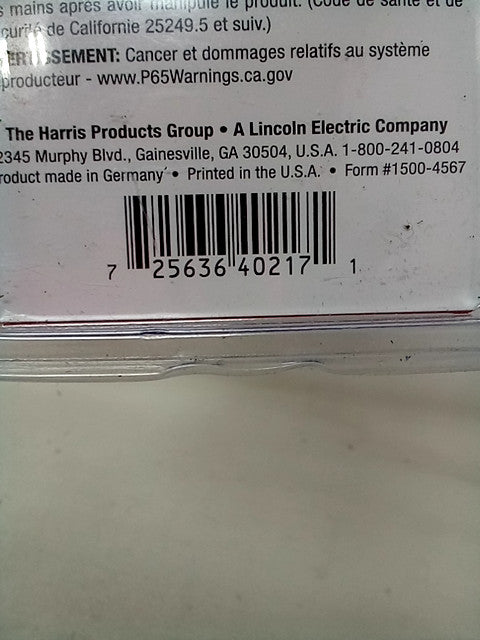 mains après avoir manipulé le produit. (Code de santé et de
curité de Californie 25249.5 et suiv.)
ERTISSEMENT: Cancer et dommages relatifs au système
producteur - www.P65Warnings.ca.gov
The Harris Products Group • A Lincoln Electric Company
2345 Murphy Blvd., Gainesville, GA 30504, U.S.A. 1-800-241-0804
roduct made in Germany • Printed in the U.S.A. • Form #1500-4567
7 25636 40217 1